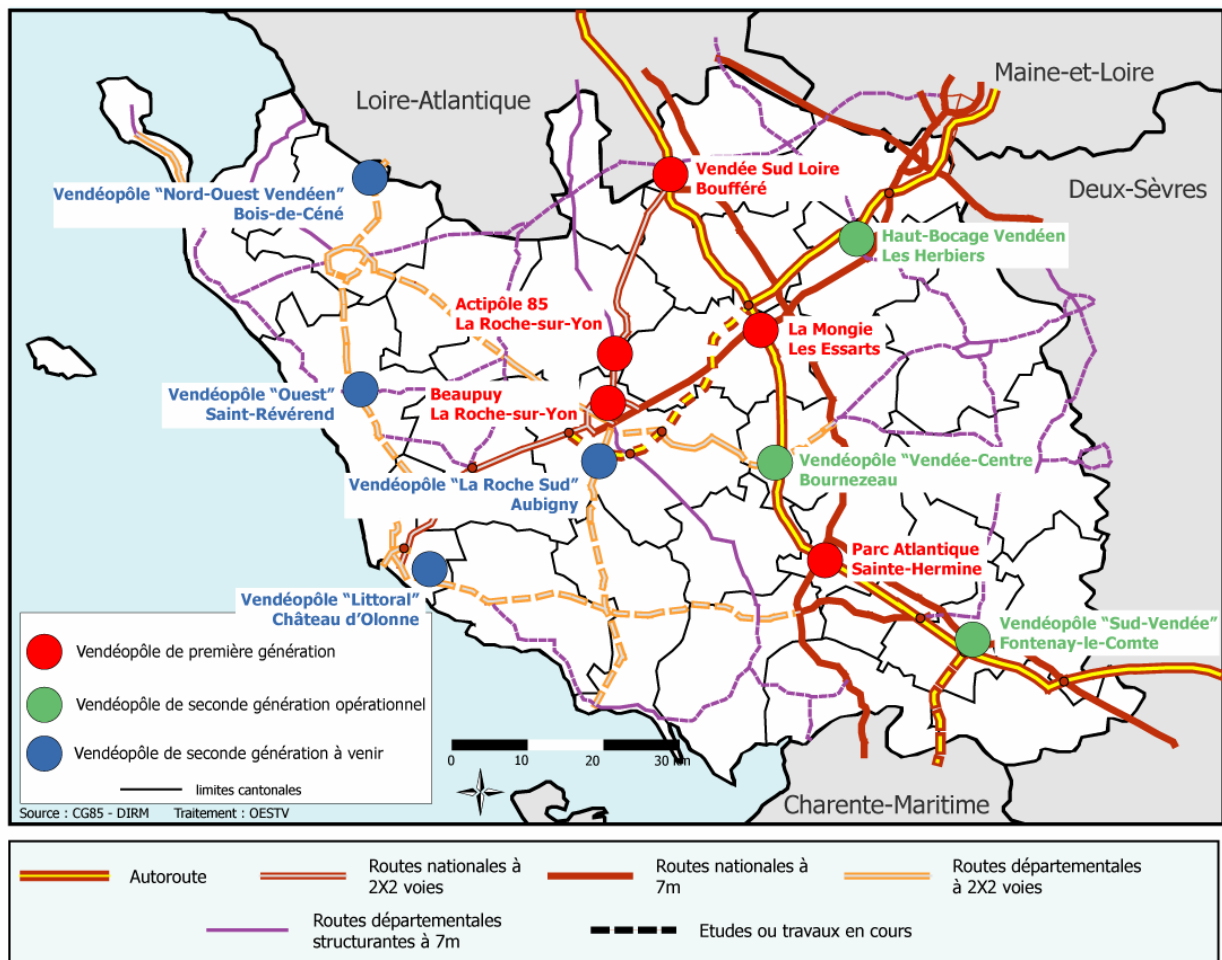 Maine-et-Loire
Loire-Atlantique
Deux-Sèvres
Vendée Sud Loire
Boufféré
Vendéopôle "Nord-Ouest Vendéen"
Bois-de-Céné
Haut-Bocage Vendéen
Les Herbiers
Actipôle 85
La Roche-sur-Yon
La Mongie
Les Essarts
Vendéopôle "Ouest"
Saint-Révérend
Beaupuy
La Roche-sur-Yon
Vendéopôle "Vendée-Centre
Bournezeau
Vendéopôle "La Roche Sud"
Aubigny
Parc Atlantique
Sainte-Hermine
Vendéopôle "Littoral"
Château d'Olonne
Vendéopôle "Sud-Vendée"
Fontenay-le-Comte
Vendéopôle de première génération
Vendéopôle de seconde génération opérationnel
Vendéopôle de seconde génération à venir
limites cantonales
0 10 20 30 km
Charente-Maritime
Source : CG85 - DIRM Traitement : OESTV
Autoroute
Routes nationales à
2X2 voies
Routes nationales à
7m
Routes départementales
à 2X2 voies
Routes départementales
structurantes à 7m
Etudes ou travaux en cours